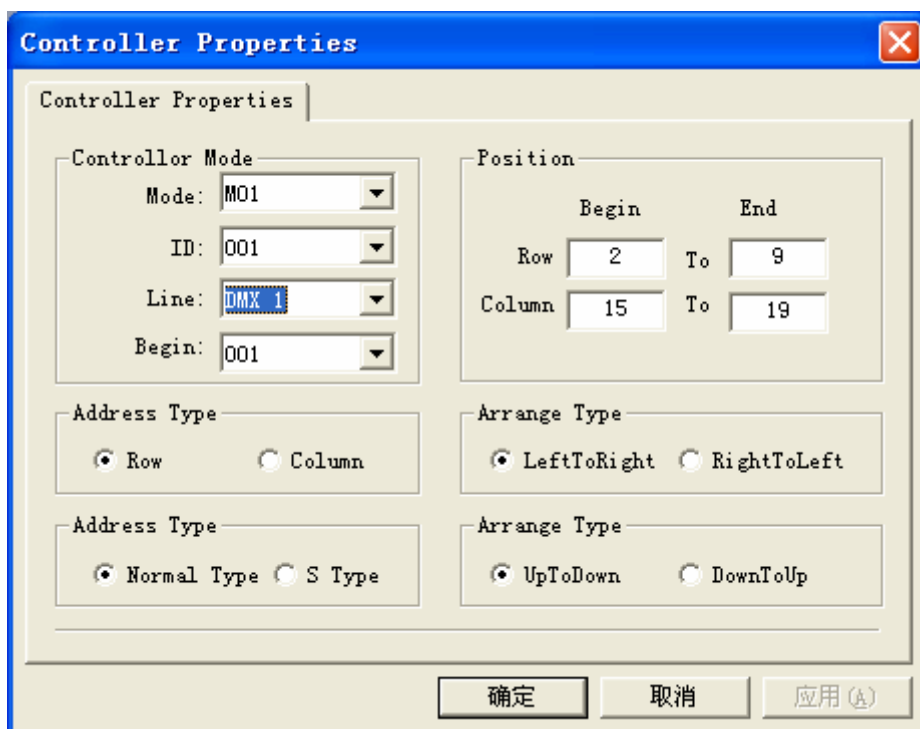 Controller Properties
Controller Properties
Controllor Mode
Mode: M01
ID: 001
Line: DMX 1
Begin: 001
Position
Begin End
Row 2 To 9
Column 15 To 19
Address Type
Row Column
Arrange Type
LeftToRight RightToLeft
Address Type
Normal Type S Type
Arrange Type
UpToDown DownToUp
确定 取消 应用(A)